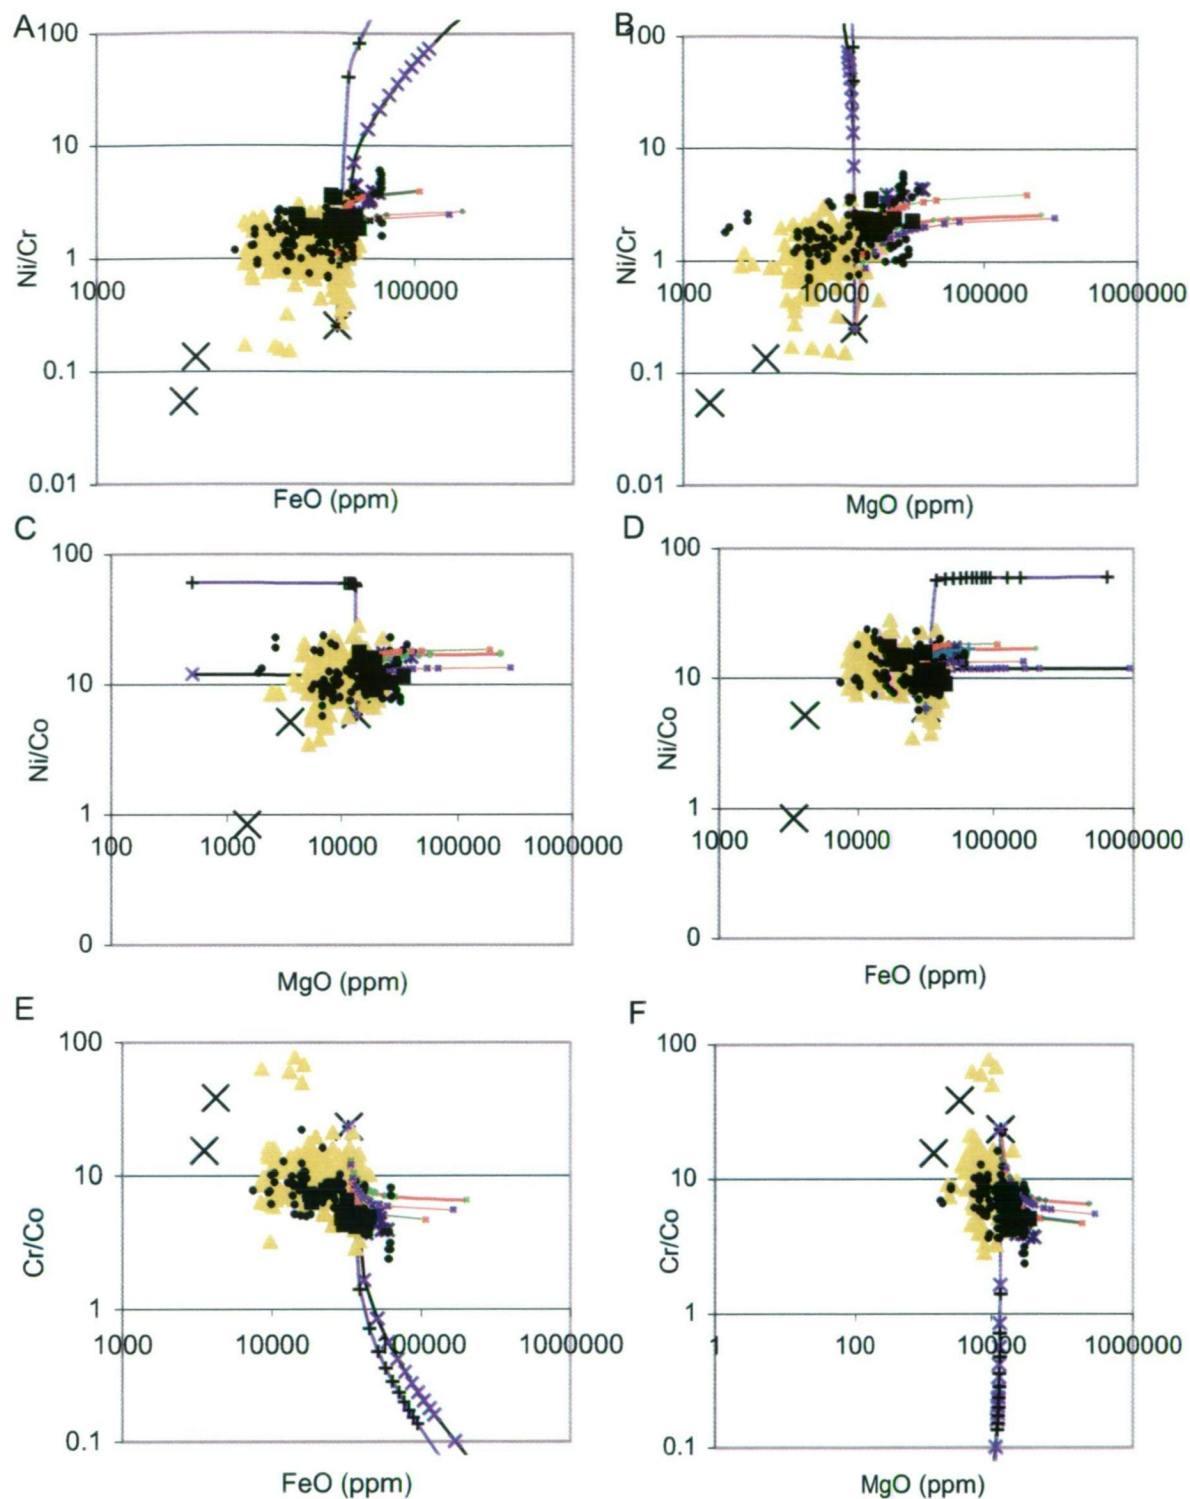 A
100
10
1
0.1
0.01
Ni/Cr
1000 100000
FeO (ppm)
B
100
10
1
0.1
0.01
Ni/Cr
1000 10000 100000 1000000
MgO (ppm)
C
100
10
1
0
Ni/Co
100 1000 10000 100000 1000000
MgO (ppm)
D
100
10
1
0
Ni/Co
1000 10000 100000 1000000
FeO (ppm)
E
100
10
1
0.1
Cr/Co
1000 10000 100000 1000000
FeO (ppm)
F
100
10
1
0.1
Cr/Co
1 100 10000 1000000
MgO (ppm)